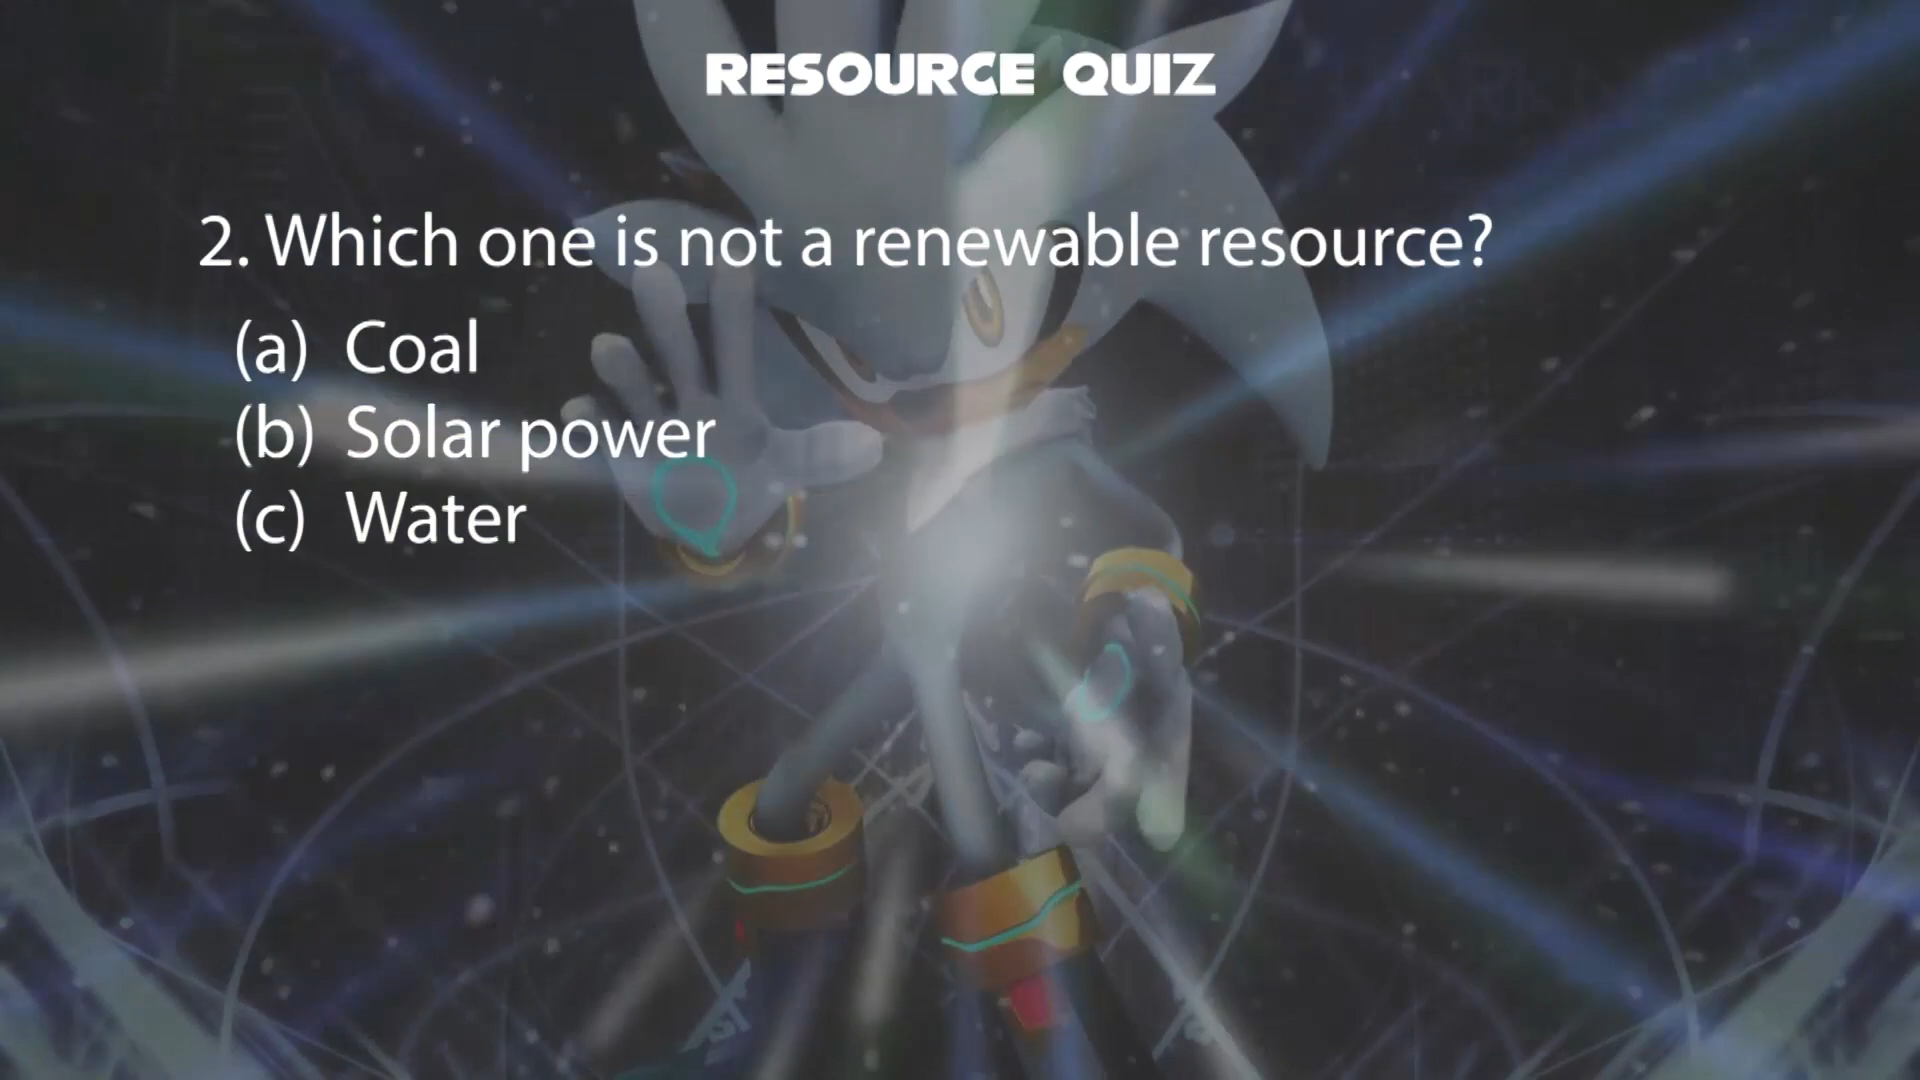 RESOURCE QUIZ
2. Which one is not a renewable resource?
(a) Coal
(b) Solar power
(c) Water